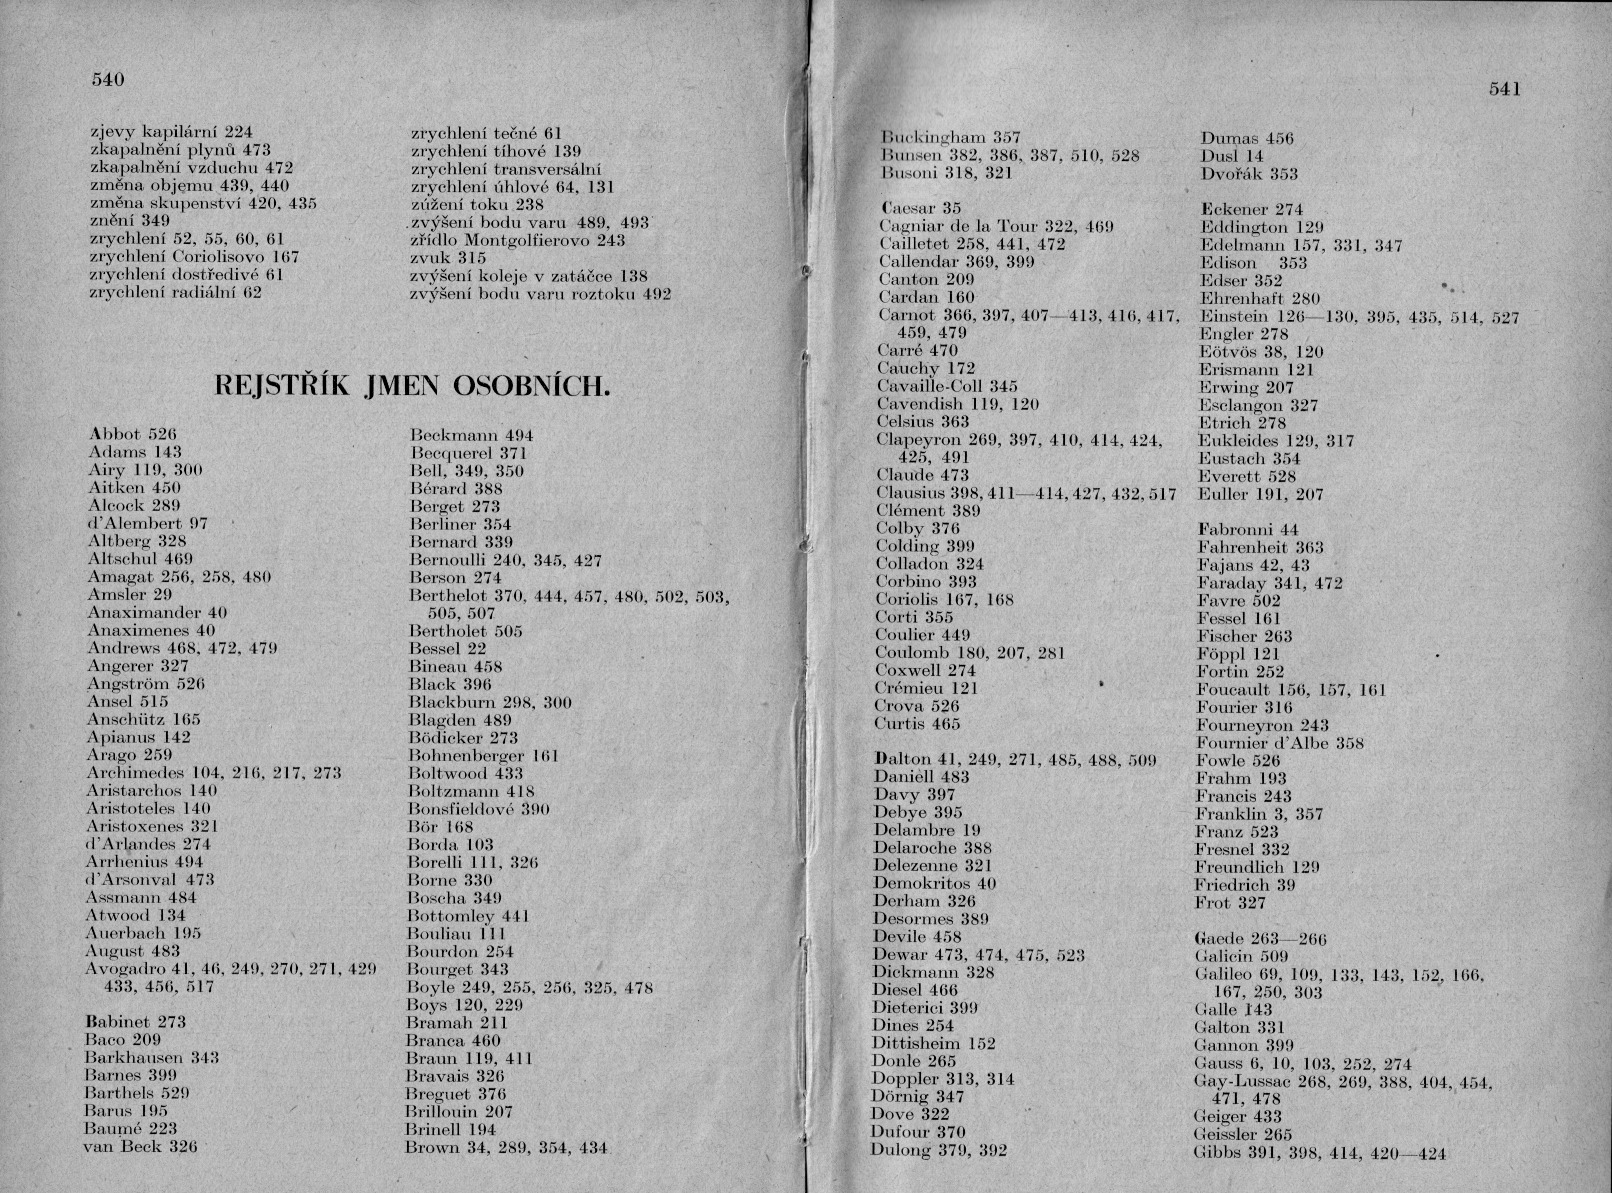 540
zjevy kapilární 224
zkapalnění plynů 473
zkapalnění vzduchu 472
změna objemu 439, 440
změna skupenství 420, 435
znění 349
zrychlení 52, 55, 60, 61
zrychlení Coriolisovo 167
zrychlení dostředivé 61
zrychlení radiální 62
zrychlení tečné 61
zrychlení tíhové 139
zrychlení transversální
zrychlení úhlové 64, 131
zúžení toku 238
zvýšení bodu varu 489, 493
zřídlo Montgolfierovo 243
zvuk 315
zvýšení koleje v zatáčce 138
zvýšení bodu varu roztoku 492
REJSTŘÍK JMEN OSOBNÍCH.
Abbot 526
Adams 143
Airy 119, 300
Aitken 450
Alcock 289
d'Alembert 97
Altberg 328
Altschul 469
Amagat 256, 258, 480
Amsler 29
Anaximander 40
Anaximenes 40
Andrews 468, 472, 479
Angerer 327
Angström 526
Ansel 515
Anschütz 165
Apianus 142
Arago 259
Archimedes 104, 216, 217, 273
Aristarchos 140
Aristoteles 140
Aristoxenes 321
d'Arlandes 274
Arrhenius 494
d'Arsonval 473
Assmann 484
Atwood 134
Auerbach 195
August 483
Avogadro 41, 46, 249, 270, 271, 429
433, 456, 517
Babinet 273
Baco 209
Barkhausen 343
Barnes 399
Barthels 529
Barus 195
Baumé 223
van Beck 326
Beckmann 494
Becquerel 371
Bell, 349, 350
Bérard 388
Berget 273
Berliner 354
Bernard 339
Bernoulli 240, 345, 427
Berson 274
Berthelot 370, 444, 457, 480, 502, 503,
505, 507
Bertholet 505
Bessel 22
Bineau 458
Black 396
Blackburn 298, 300
Blagden 489
Bödicker 273
Bohnenberger 161
Boltwood 433
Boltzmann 418
Bonsfieldové 390
Bör 168
Borda 103
Borelli 111, 326
Borne 330
Boscha 349
Bottomley 441
Bouliau 111
Bourdon 254
Bourget 343
Boyle 249, 255, 256, 325, 478
Boys 120, 229
Bramah 211
Branca 460
Braun 119, 411
Bravais 326
Breguet 376
Brillouin 207
Brinell 194
Brown 34, 289, 354, 434
541
Buckingham 357
Bunsen 382, 386, 387, 510, 528
Busoni 318, 321
Caesar 35
Cagniar de la Tour 322, 469
Cailletet 258, 441, 472
Callendar 369, 399
Canton 209
Cardan 160
Carnot 366, 397, 407—413, 416, 417,
459, 479
Carré 470
Cauchy 172
Cavaille-Coll 345
Cavendish 119, 120
Celsius 363
Clapeyron 269, 397, 410, 414, 424,
425, 491
Claude 473
Clausius 398, 411—414, 427, 432, 517
Clément 389
Colby 376
Colding 399
Colladon 324
Corbino 393
Coriolis 167, 168
Corti 355
Coulier 449
Coulomb 180, 207, 281
Coxwell 274
Crémieu 121
Crova 526
Curtis 465
Dalton 41, 249, 271, 485, 488, 509
Daniell 483
Davy 397
Debye 395
Delambre 19
Delaroche 388
Delezenne 321
Demokritos 40
Derham 326
Desormes 389
Devile 458
Dewar 473, 474, 475, 523
Dickmann 328
Diesel 466
Dieterici 399
Dines 254
Dittisheim 152
Donle 265
Doppler 313, 314
Dörnig 347
Dove 322
Dufour 370
Dulong 379, 392
Dumas 456
Dusl 14
Dvořák 353
Eckener 274
Eddington 129
Edelmann 157, 331, 347
Edison 353
Edser 352
Ehrenhaft 280
Einstein 126—130, 395, 435, 514, 527
Engler 278
Eötvös 38, 120
Erismann 121
Erwing 207
Esclangon 327
Etrich 278
Eukleides 129, 317
Eustach 354
Everett 528
Euller 191, 207
Fabronni 44
Fahrenheit 363
Fajans 42, 43
Faraday 341, 472
Favre 502
Fessel 161
Fischer 263
Föppl 121
Fortin 252
Foucault 156, 157, 161
Fourier 316
Fourneyron 243
Fournier d'Albe 358
Fowle 526
Frahm 193
Francis 243
Franklin 3, 357
Franz 523
Fresnel 332
Freundlich 129
Friedrich 39
Frot 327
Gaede 263—266
Galicin 509
Galileo 69, 109, 133, 143, 152, 166,
167, 250, 303
Galle 143
Galton 331
Gannon 399
Gauss 6, 10, 103, 252, 274
Gay-Lussac 268, 269, 388, 404, 454,
471, 478
Geiger 433
Geissler 265
Gibbs 391, 398, 414, 420—424